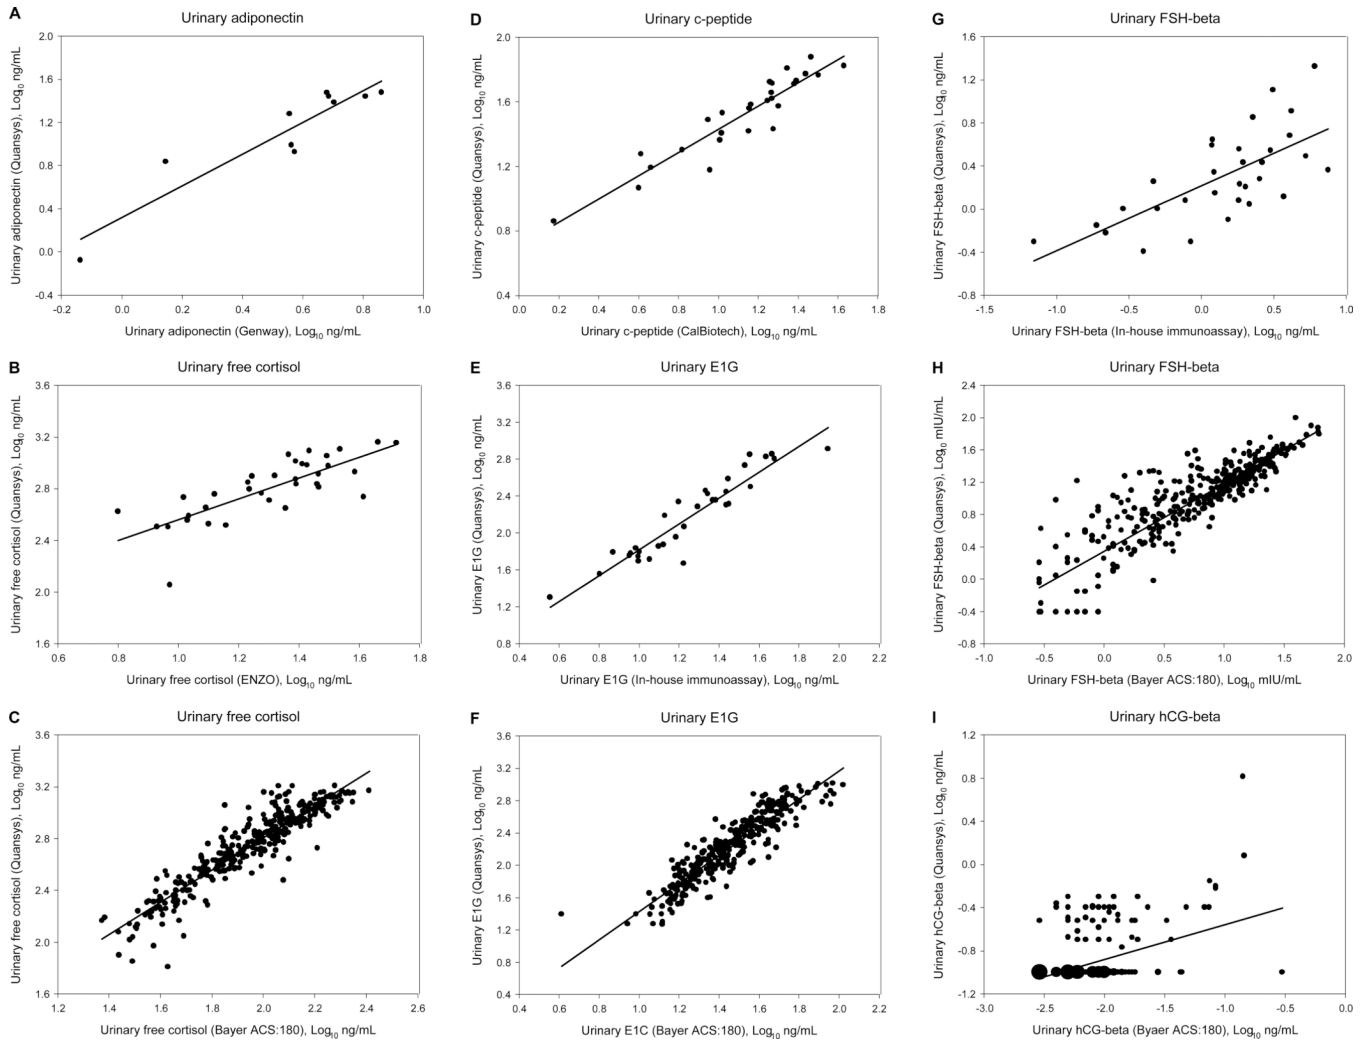 A
Urinary adiponectin
Urinary adiponectin (Quansys), Log10 ng/mL
2.0
1.6
1.2
0.8
0.4
0.0
-0.4
-0.2 0.0 0.2 0.4 0.6 0.8 1.0
Urinary adiponectin (Genway), Log10 ng/mL
D
Urinary c-peptide
Urinary c-peptide (Quansys), Log10 ng/mL
2.0
1.6
1.2
0.8
0.4
0.0 0.2 0.4 0.6 0.8 1.0 1.2 1.4 1.6 1.8
Urinary c-peptide (CalBiotech), Log10 ng/mL
G
Urinary FSH-beta
Urinary FSH-beta (Quansys), Log10 ng/mL
1.6
1.2
0.8
0.4
0.0
-0.4
-0.8
-1.5 -1.0 -0.5 0.0 0.5 1.0
Urinary FSH-beta (In-house immunoassay), Log10 ng/mL
B
Urinary free cortisol
Urinary free cortisol (Quansys), Log10 ng/mL
3.6
3.2
2.8
2.4
2.0
1.6
0.6 0.8 1.0 1.2 1.4 1.6 1.8
Urinary free cortisol (ENZO), Log10 ng/mL
E
Urinary E1G
Urinary E1G (Quansys), Log10 ng/mL
3.6
3.2
2.8
2.4
2.0
1.6
1.2
0.8
0.4 0.6 0.8 1.0 1.2 1.4 1.6 1.8 2.0 2.2
Urinary E1G (In-house immunoassay), Log10 ng/mL
H
Urinary FSH-beta
Urinary FSH-beta (Quansys), Log10 mIU/mL
2.4
2.0
1.6
1.2
0.8
0.4
0.0
-0.4
-0.8
-1.0 -0.5 0.0 0.5 1.0 1.5 2.0
Urinary FSH-beta (Bayer ACS:180), Log10 mIU/mL
C
Urinary free cortisol
Urinary free cortisol (Quansys), Log10 ng/mL
3.6
3.2
2.8
2.4
2.0
1.6
1.2 1.4 1.6 1.8 2.0 2.2 2.4 2.6
Urinary free cortisol (Bayer ACS:180), Log10 ng/mL
F
Urinary E1G
Urinary E1G (Quansys), Log10 ng/mL
3.6
3.2
2.8
2.4
2.0
1.6
1.2
0.8
0.4
0.4 0.6 0.8 1.0 1.2 1.4 1.6 1.8 2.0 2.2
Urinary E1C (Bayer ACS:180), Log10 ng/mL
I
Urinary hCG-beta
Urinary hCG-beta (Quansys), Log10 ng/mL
1.2
0.8
0.4
0.0
-0.4
-0.8
-1.2
-3.0 -2.5 -2.0 -1.5 -1.0 -0.5 0.0
Urinary hCG-beta (Byaer ACS:180), Log10 ng/mL